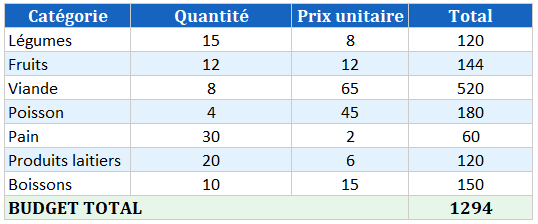 Catégorie Quantité Prix unitaire Total
Légumes 15 8 120
Fruits 12 12 144
Viande 8 65 520
Poisson 4 45 180
Pain 30 2 60
Produits laitiers 20 6 120
Boissons 10 15 150
BUDGET TOTAL 1294